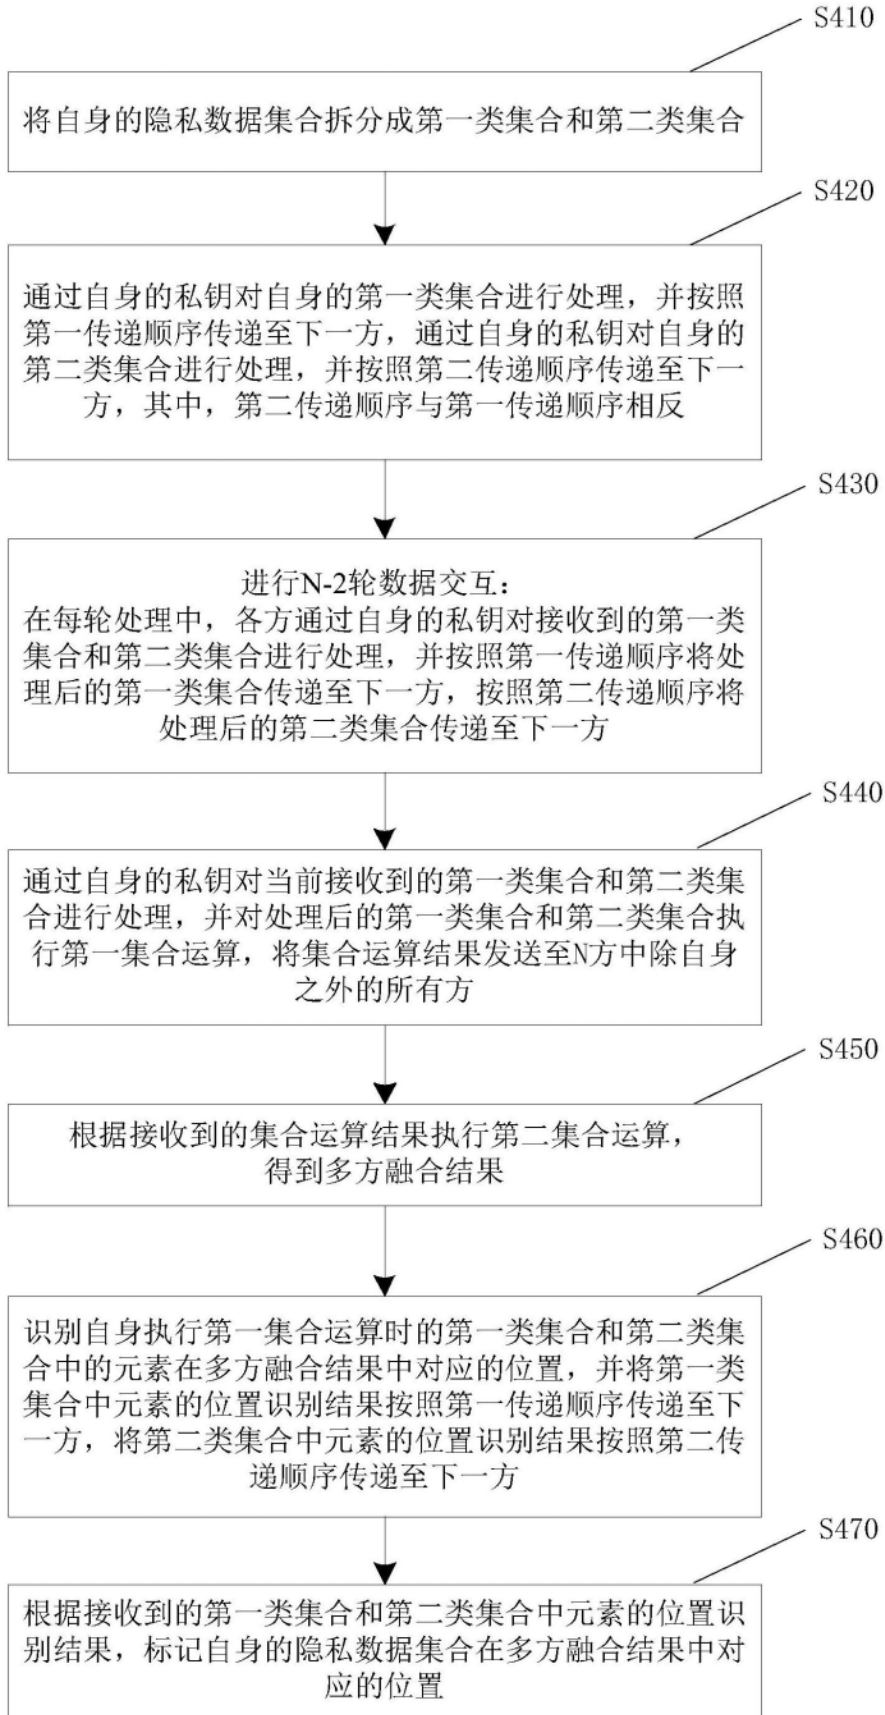 S410
将自身的隐私数据集合拆分成第一类集合和第二类集合
S420
通过自身的私钥对自身的第一类集合进行处理，并按照
第一传递顺序传递至下一方，通过自身的私钥对自身的
第二类集合进行处理，并按照第二传递顺序传递至下一
方，其中，第二传递顺序与第一传递顺序相反
S430
进行N-2轮数据交互：
在每轮处理中，各方通过自身的私钥对接收到的第一类
集合和第二类集合进行处理，并按照第一传递顺序将处
理后的第一类集合传递至下一方，按照第二传递顺序将
处理后的第二类集合传递至下一方
S440
通过自身的私钥对当前接收到的第一类集合和第二类集
合进行处理，并对处理后的第一类集合和第二类集合执
行第一集合运算，将集合运算结果发送至N方中除自身
之外的所有方
S450
根据接收到的集合运算结果执行第二集合运算，
得到多方融合结果
S460
识别自身执行第一集合运算时的第一类集合和第二类集
合中的元素在多方融合结果中对应的位置，并将第一类
集合中元素的位置识别结果按照第一传递顺序传递至下
一方，将第二类集合中元素的位置识别结果按照第二传
递顺序传递至下一方
S470
根据接收到的第一类集合和第二类集合中元素的位置识
别结果，标记自身的隐私数据集合在多方融合结果中对
应的位置